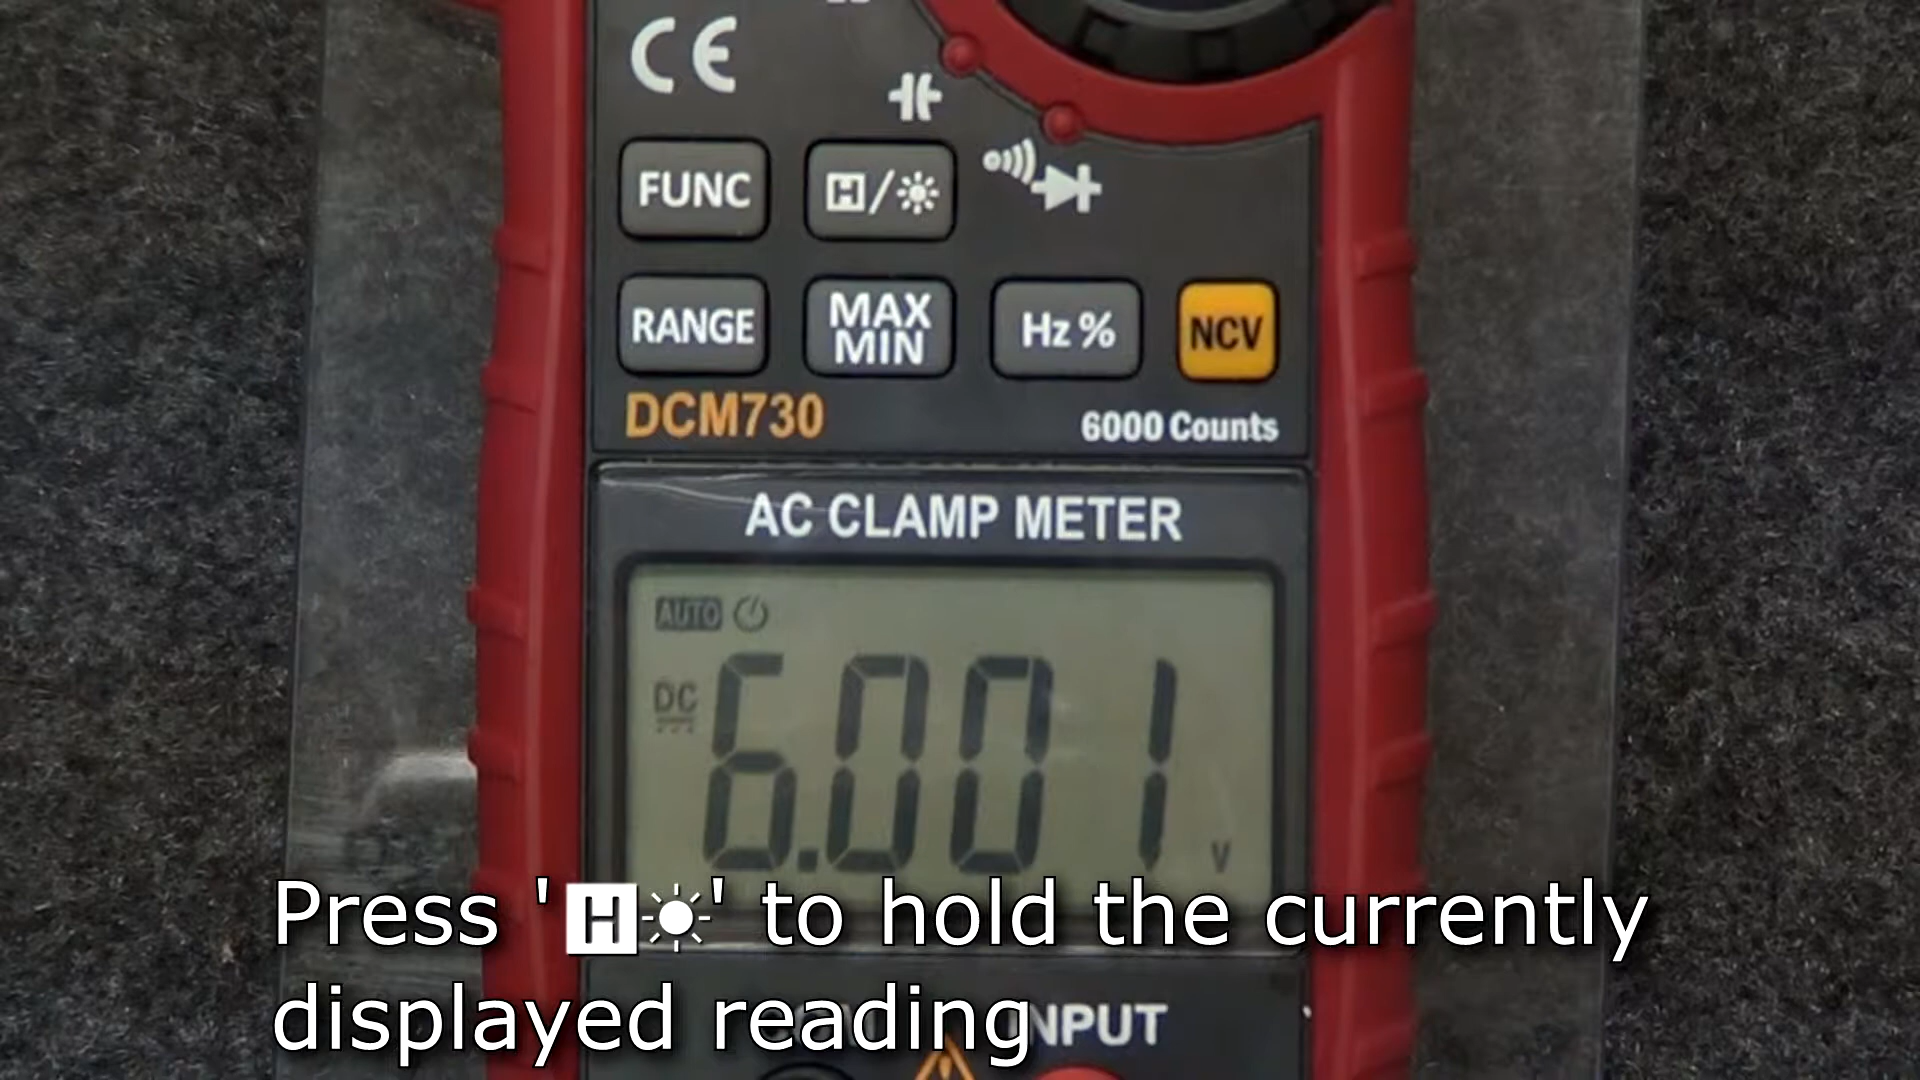 CE
FUNC
H/☀
RANGE
MAX
MIN
Hz %
NCV
DCM730
6000 Counts
AC CLAMP METER
AUTO
DC
6.001
V
Press 'H☀' to hold the currently
displayed reading